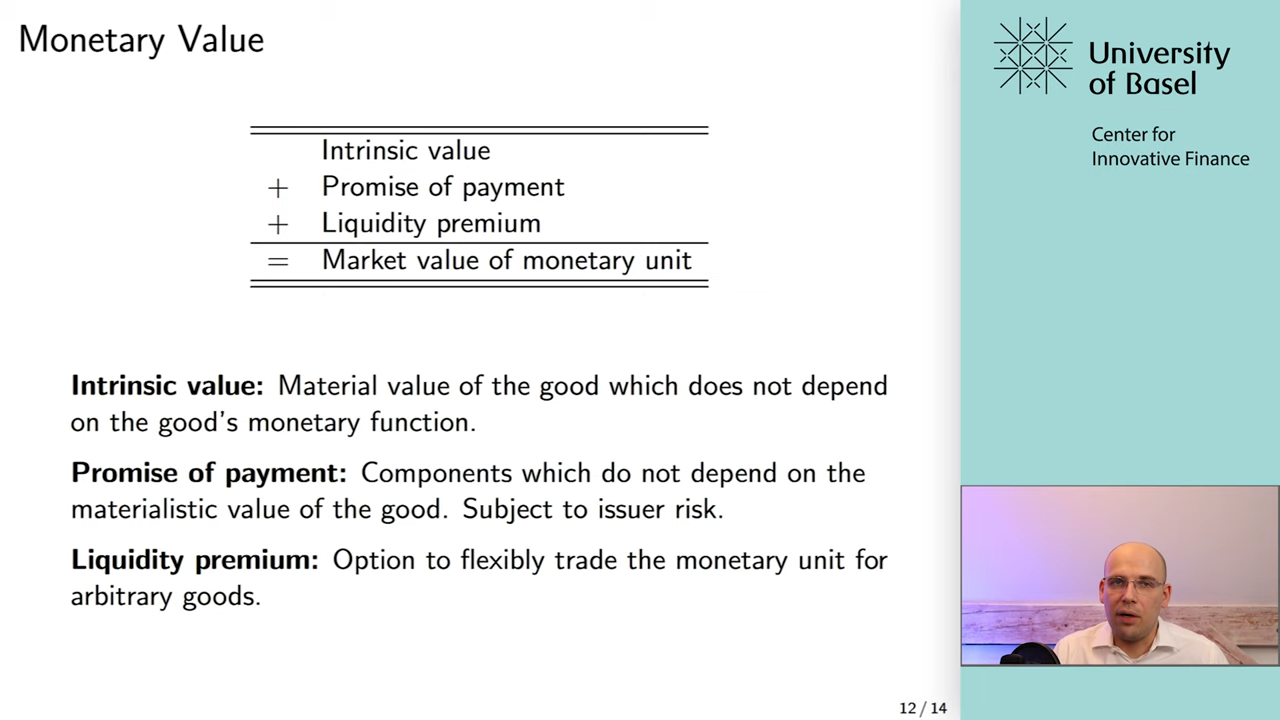 Monetary Value
Intrinsic value
+ Promise of payment
+ Liquidity premium
= Market value of monetary unit
Intrinsic value: Material value of the good which does not depend
on the good's monetary function.
Promise of payment: Components which do not depend on the
materialistic value of the good. Subject to issuer risk.
Liquidity premium: Option to flexibly trade the monetary unit for
arbitrary goods.
12 / 14
University
of Basel
Center for
Innovative Finance